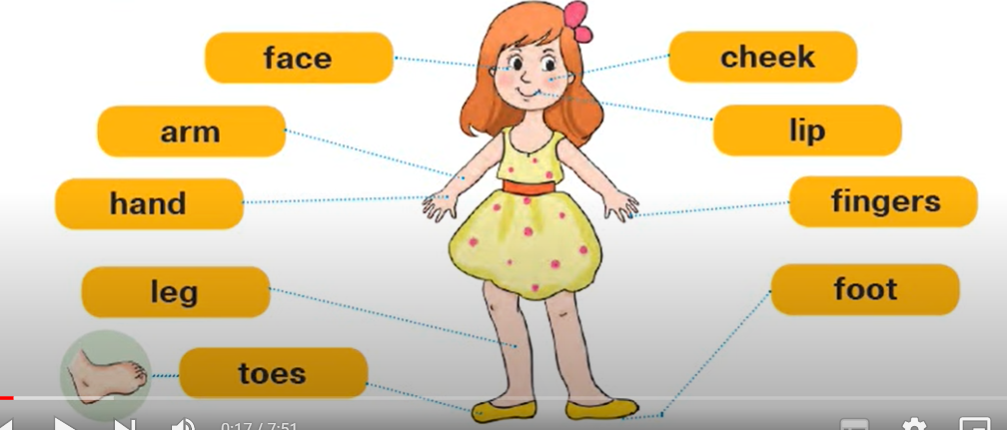 face
cheek
arm
lip
hand
fingers
leg
foot
toes
0:17 / 7:51